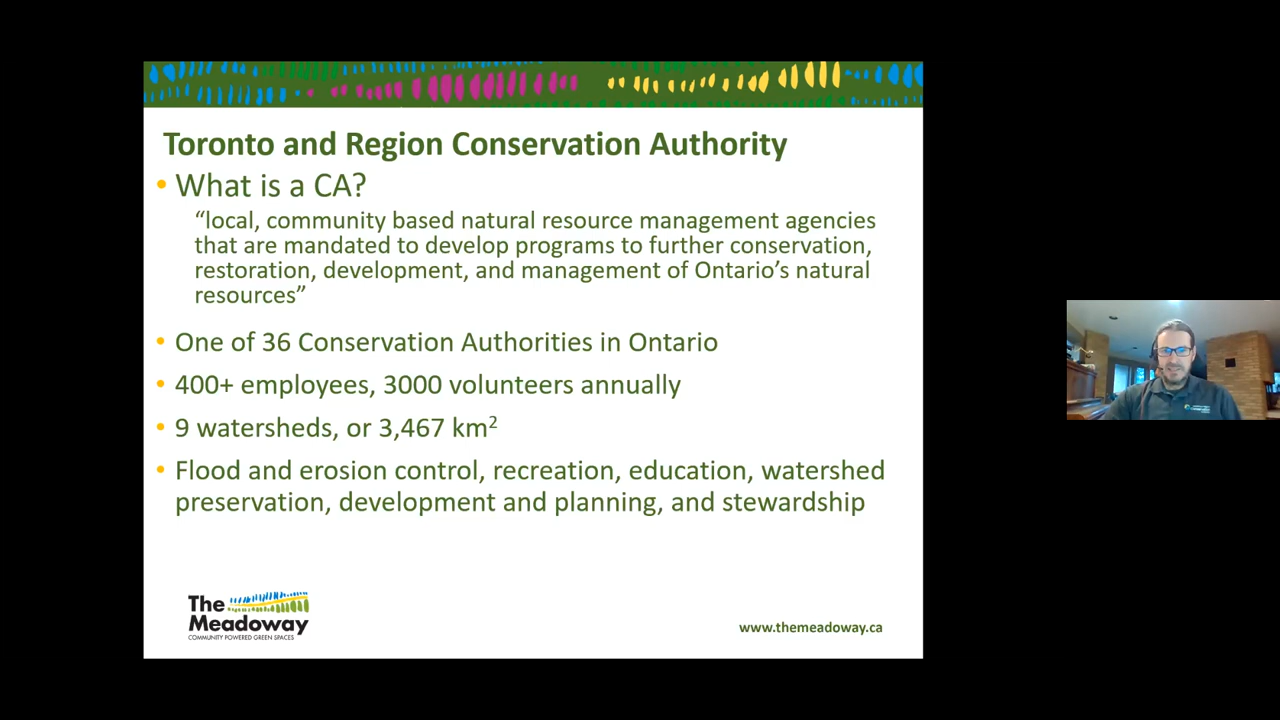 Toronto and Region Conservation Authority
• What is a CA?
“local, community based natural resource management agencies
that are mandated to develop programs to further conservation,
restoration, development, and management of Ontario’s natural
resources”
• One of 36 Conservation Authorities in Ontario
• 400+ employees, 3000 volunteers annually
• 9 watersheds, or 3,467 km²
• Flood and erosion control, recreation, education, watershed
preservation, development and planning, and stewardship
The
Meadoway
COMMUNITY POWERED GREEN SPACES
www.themeadoway.ca